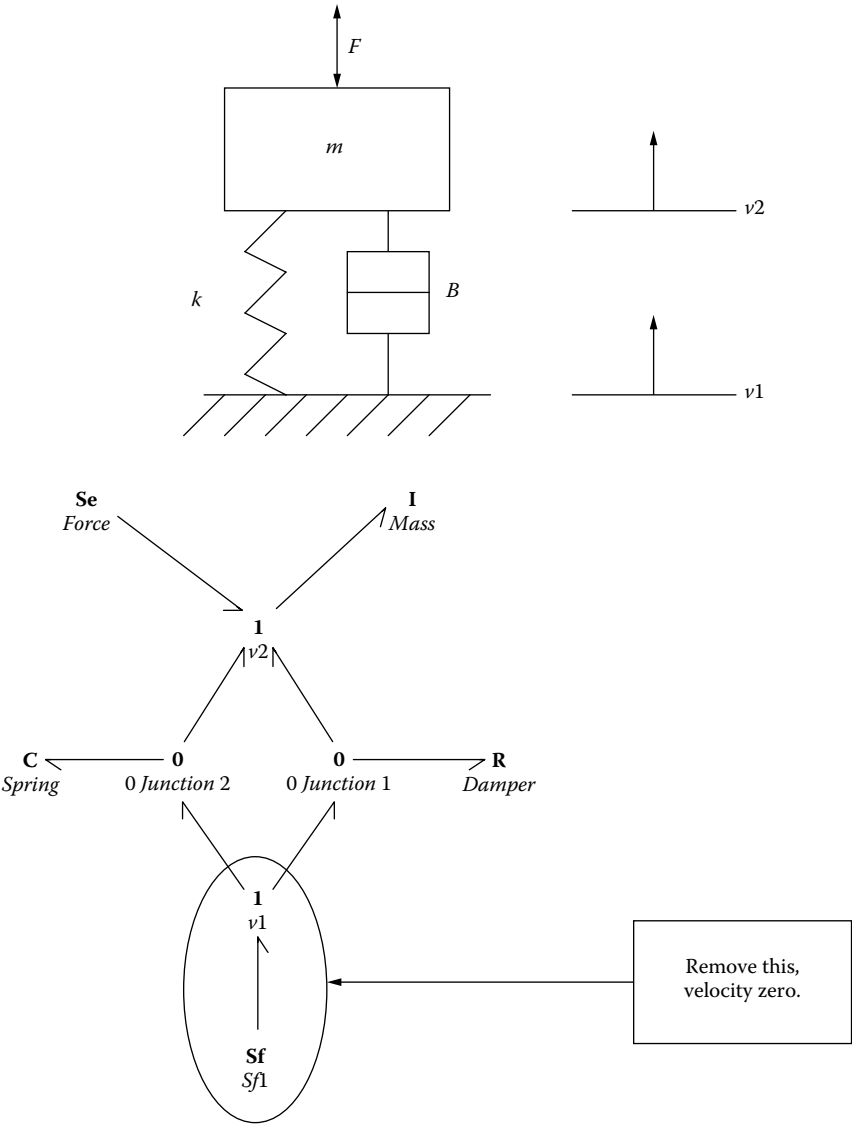 F
m
v2
k
B
v1
Se
Force
I
Mass
1
v2
C
Spring
0
0 Junction 2
0
0 Junction 1
R
Damper
1
v1
Remove this,
velocity zero.
Sf
Sf1